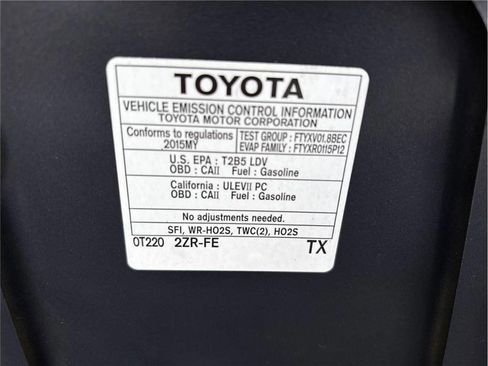 TOYOTA
VEHICLE EMISSION CONTROL INFORMATION
TOYOTA MOTOR CORPORATION
Conforms to regulations
2015MY
TEST GROUP : FTYXV01.8BEC
EVAP FAMILY : FTYXR0115P12
U.S. EPA : T2B5 LDV
OBD : CAII Fuel : Gasoline
California : ULEVII PC
OBD : CAII Fuel : Gasoline
No adjustments needed.
SFI, WR-HO2S, TWC(2), HO2S
0T220 2ZR-FE TX